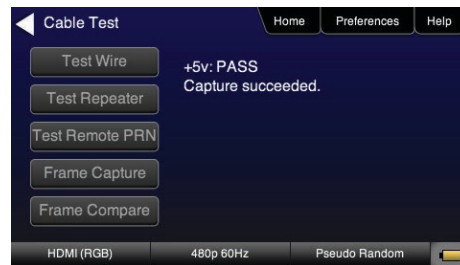 Cable Test
Home
Preferences
Help
Test Wire
+5v: PASS
Capture succeeded.
Test Repeater
Test Remote PRN
Frame Capture
Frame Compare
HDMI (RGB)
480p 60Hz
Pseudo Random